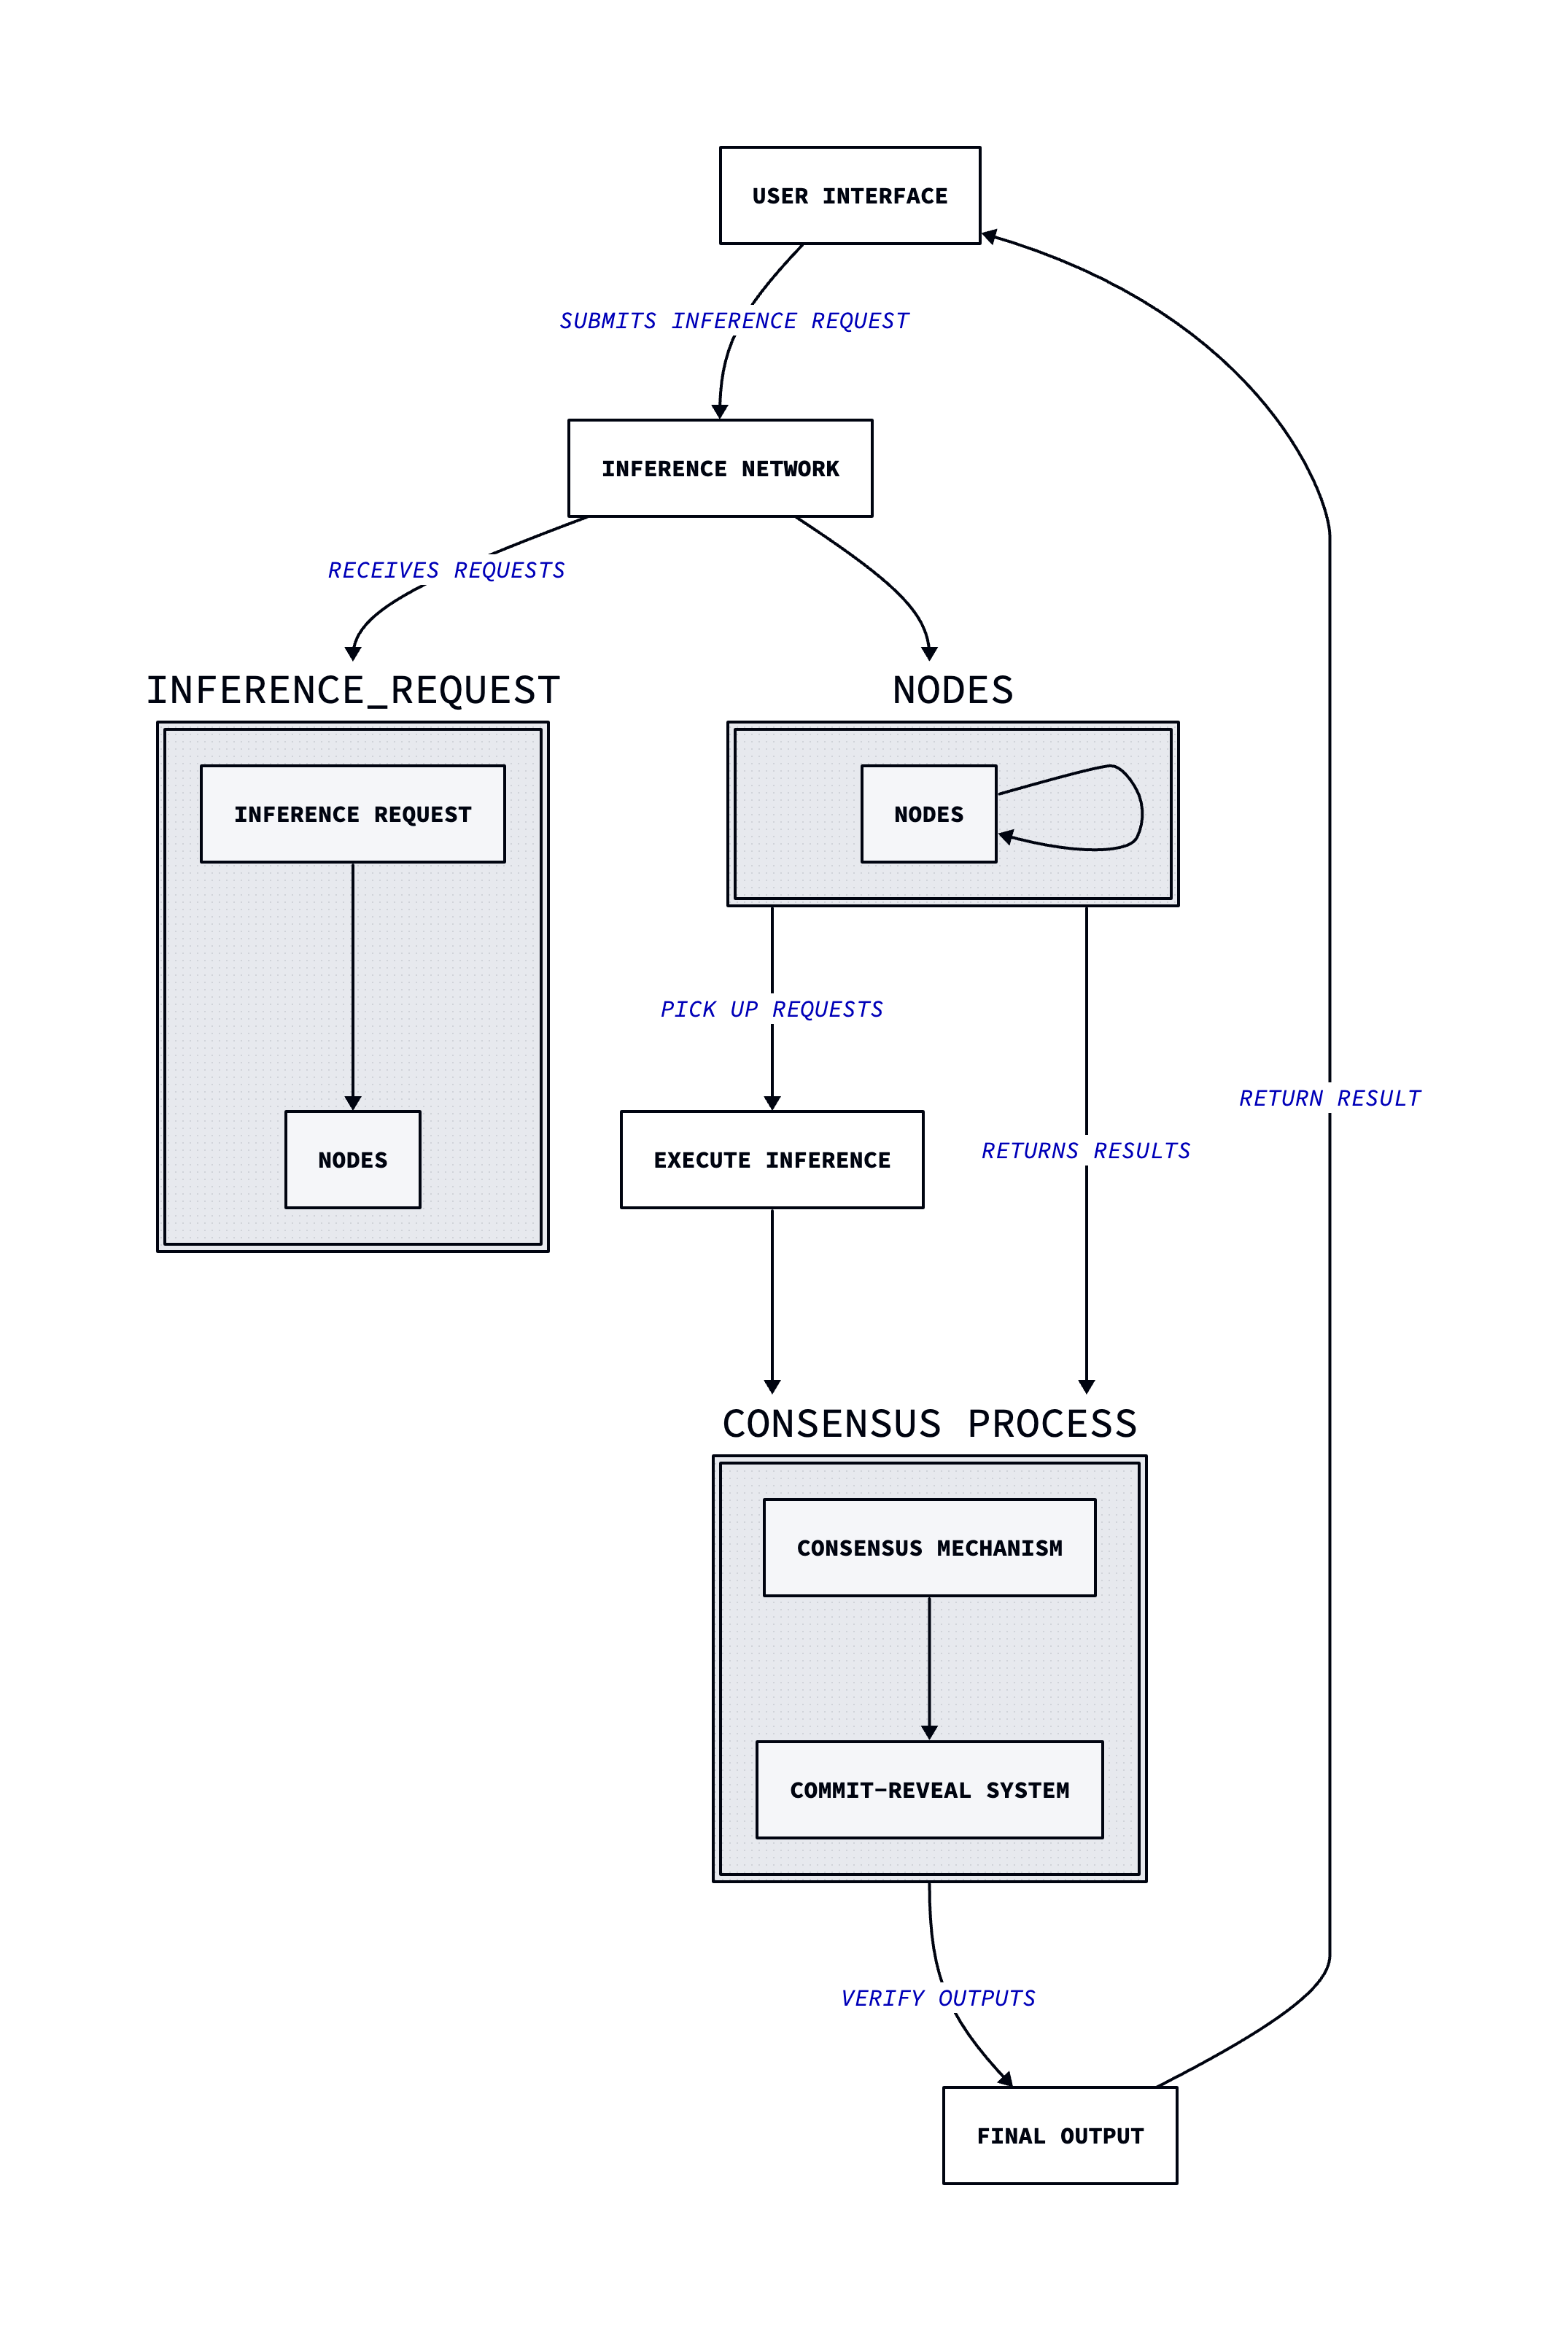 USER INTERFACE
SUBMITS INFERENCE REQUEST
INFERENCE NETWORK
RECEIVES REQUESTS
INFERENCE_REQUEST
NODES
INFERENCE REQUEST
NODES
PICK UP REQUESTS
RETURN RESULT
RETURNS RESULTS
NODES
EXECUTE INFERENCE
CONSENSUS PROCESS
CONSENSUS MECHANISM
COMMIT-REVEAL SYSTEM
VERIFY OUTPUTS
FINAL OUTPUT